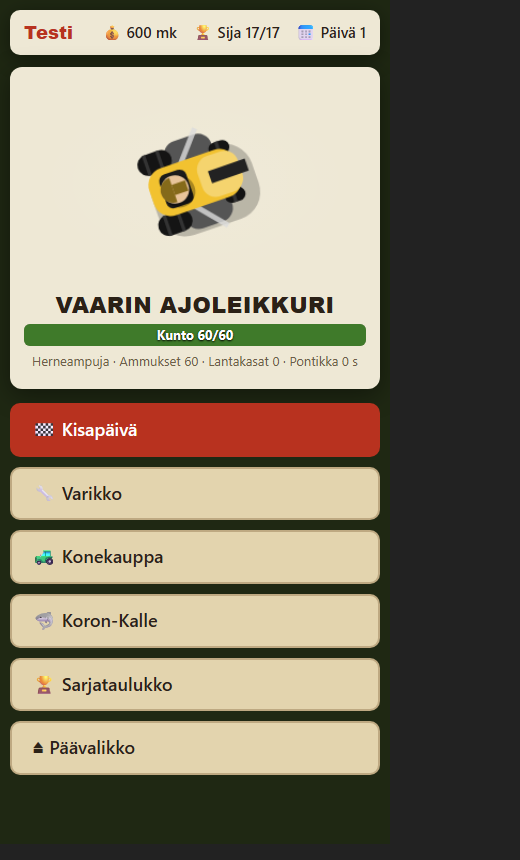 Testi 600 mk Sija 17/17 Päivä 1
VAARIN AJOLEIKKURI
Kunto 60/60
Herneampuja · Ammukset 60 · Lantakasat 0 · Pontikka 0 s
Kisapäivä
Varikko
Konekauppa
Koron-Kalle
Sarjataulukko
Päävalikko